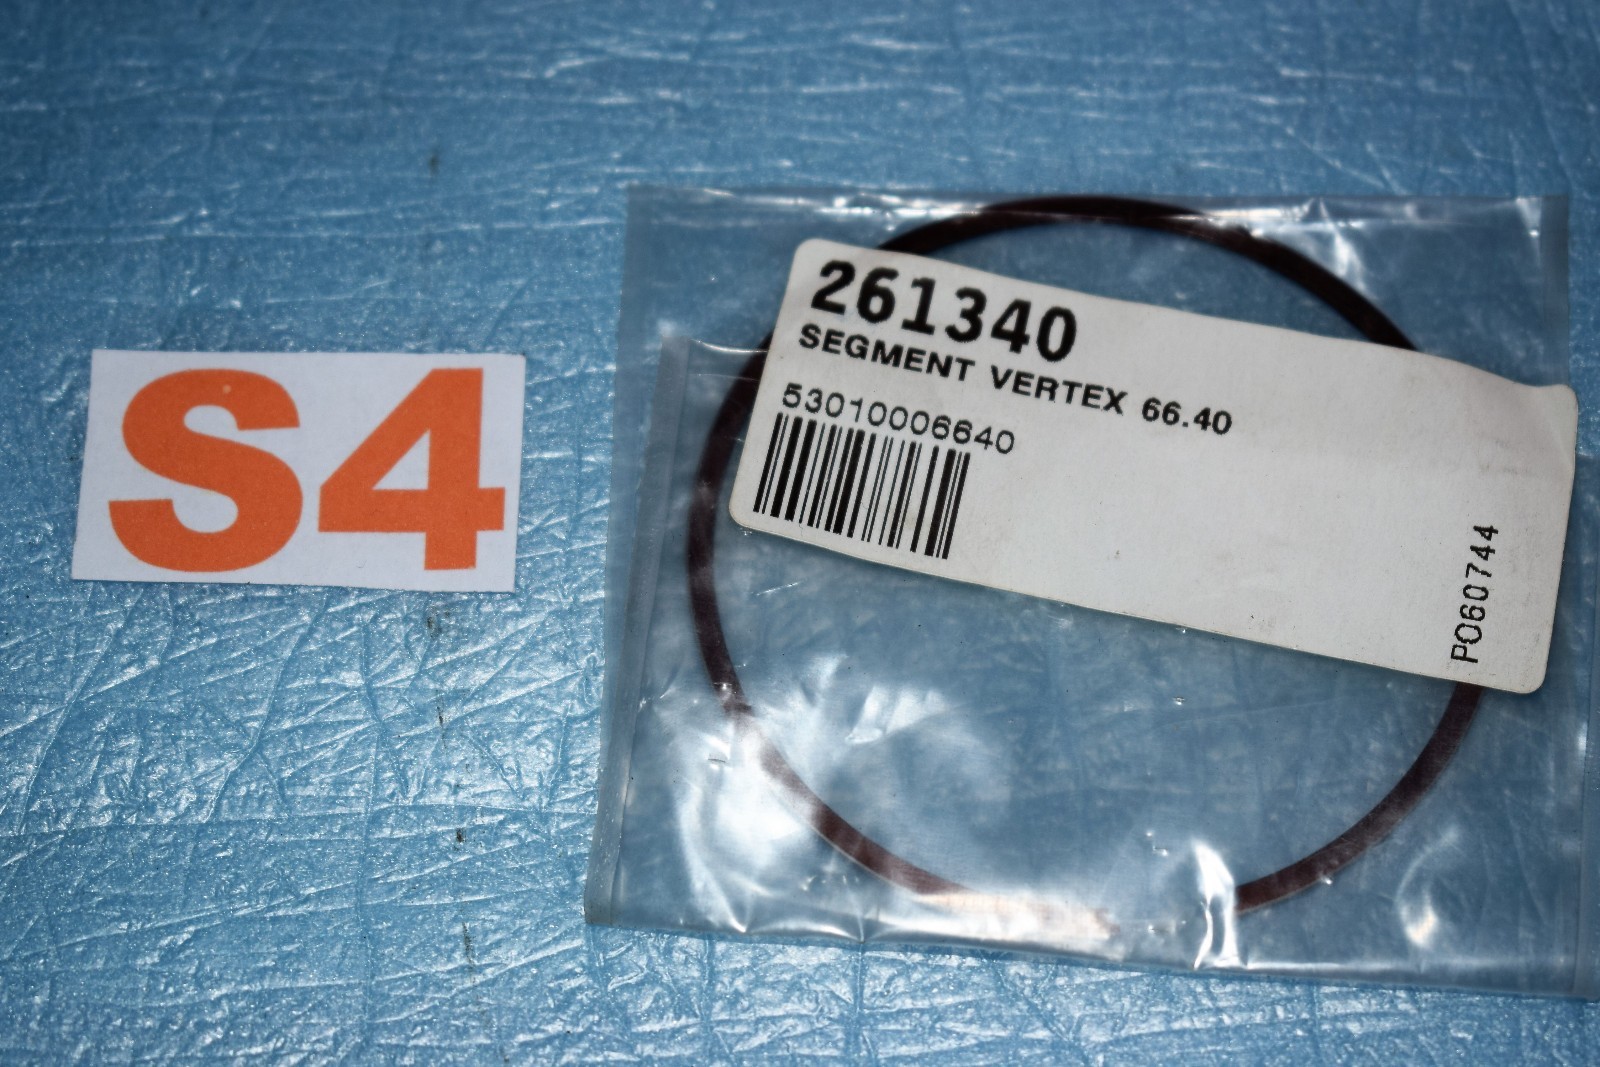 S4
261340
SEGMENT VERTEX 66.40
53010006640
PO60744